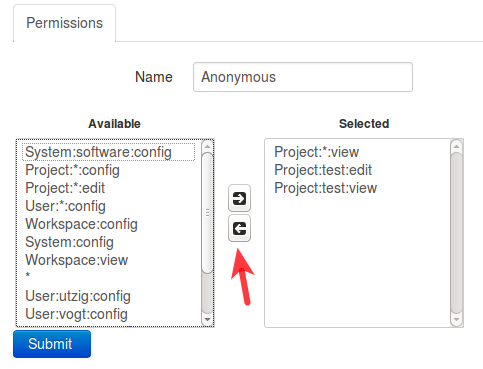 Permissions
Name Anonymous
Available
System:software:config
Project:*:config
Project:*:edit
User:*:config
Workspace:config
System:config
Workspace:view
*
User:utzig:config
User:vogt:config
Selected
Project:*:view
Project:test:edit
Project:test:view
Submit